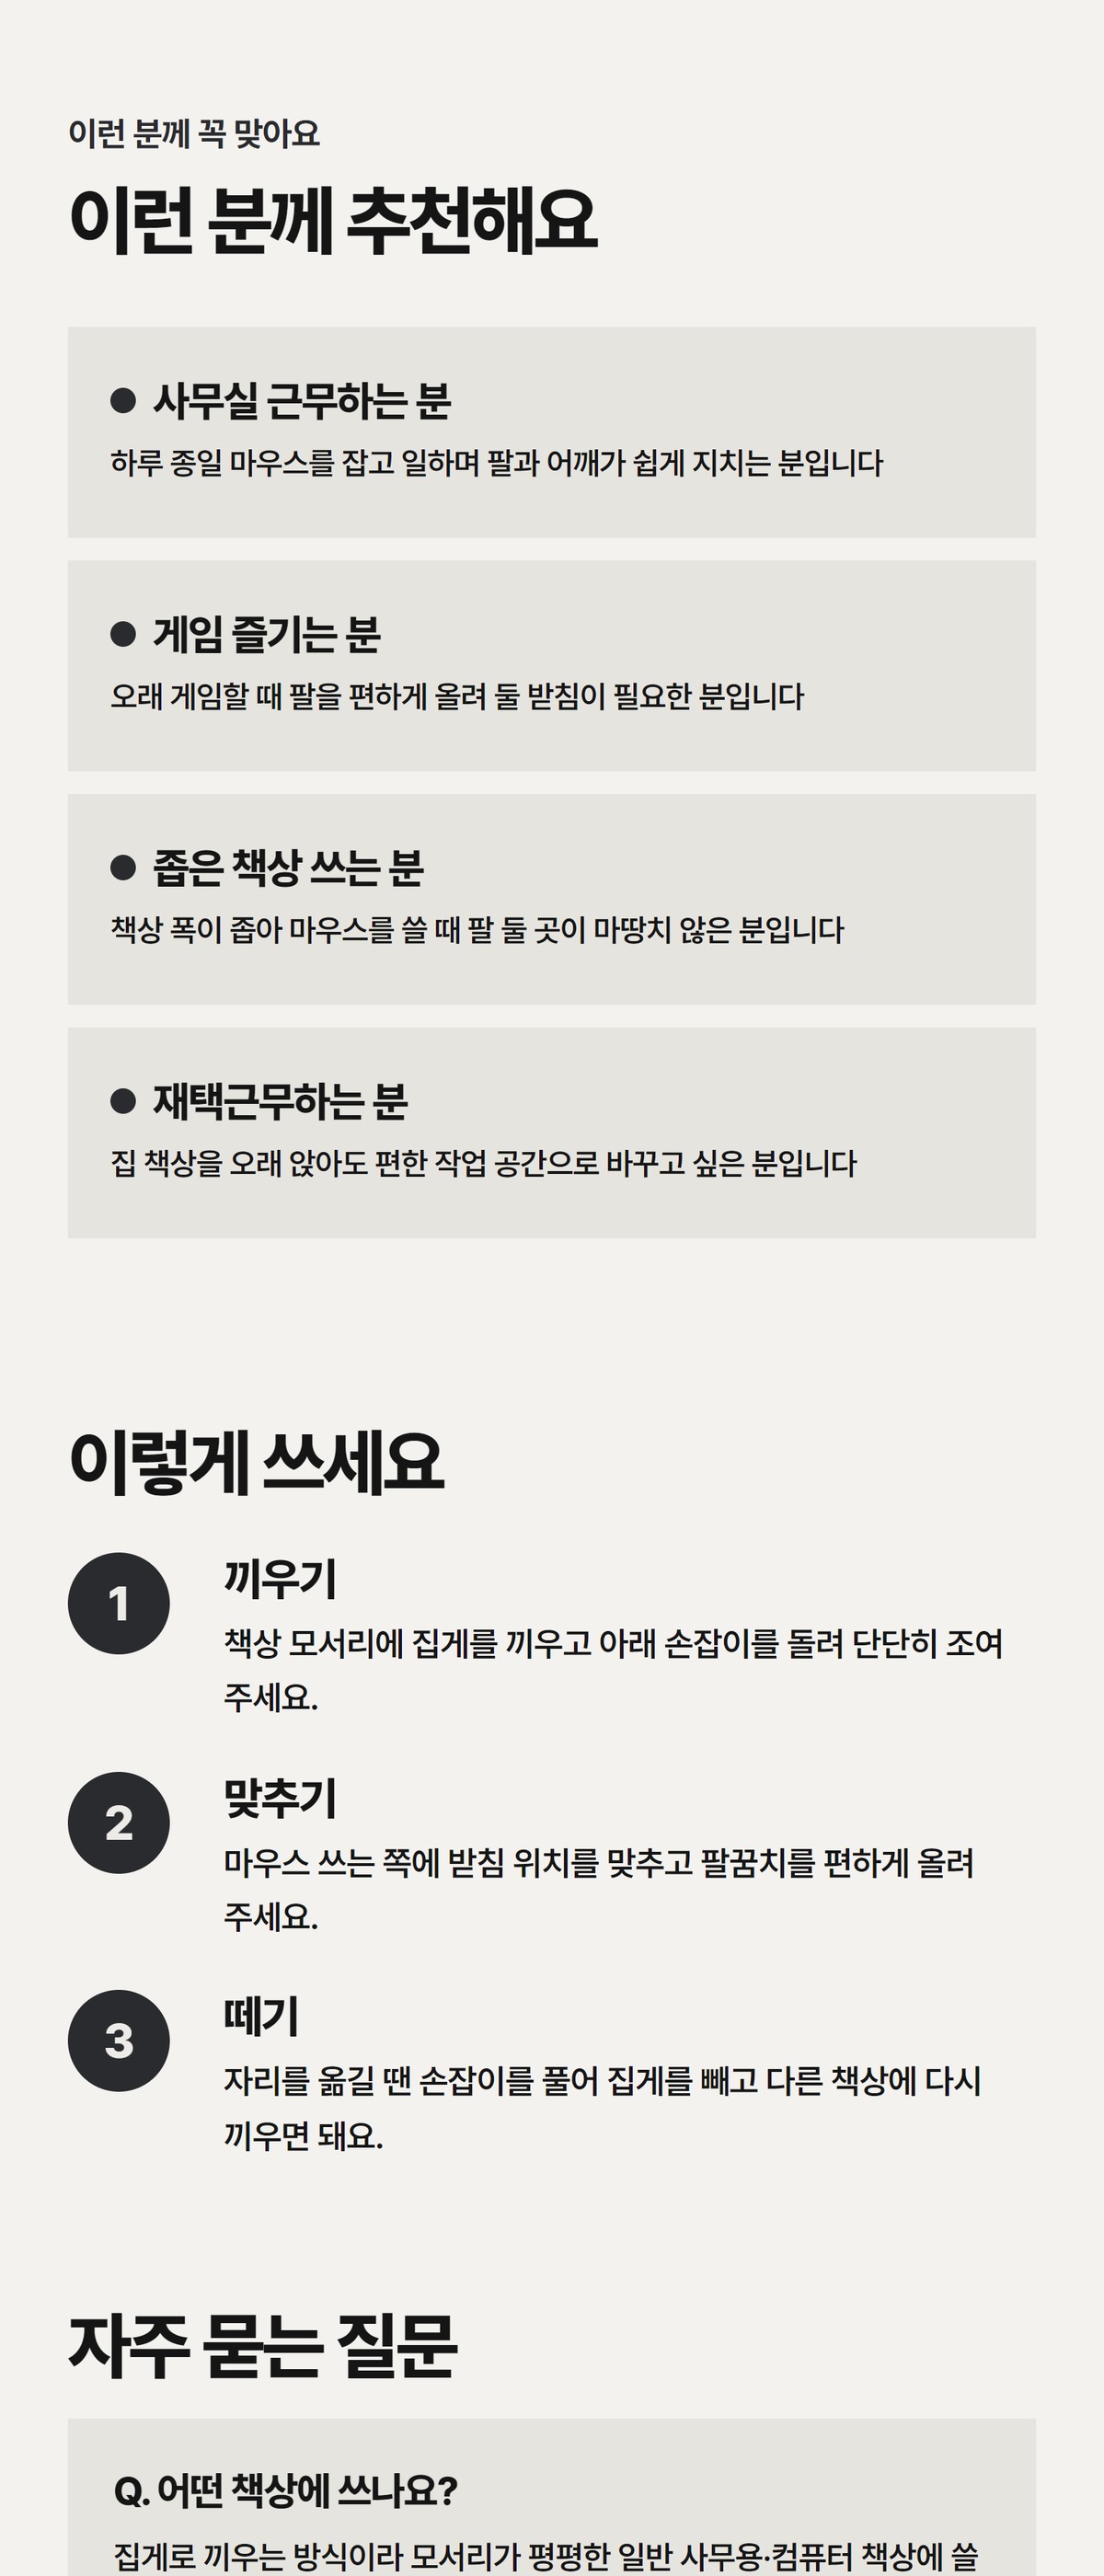 이런 분께 꼭 맞아요
이런 분께 추천해요
사무실 근무하는 분
하루 종일 마우스를 잡고 일하며 팔과 어깨가 쉽게 지치는 분입니다
게임 즐기는 분
오래 게임할 때 팔을 편하게 올려 둘 받침이 필요한 분입니다
좁은 책상 쓰는 분
책상 폭이 좁아 마우스를 쓸 때 팔 둘 곳이 마땅치 않은 분입니다
재택근무하는 분
집 책상을 오래 앉아도 편한 작업 공간으로 바꾸고 싶은 분입니다
이렇게 쓰세요
1
끼우기
책상 모서리에 집게를 끼우고 아래 손잡이를 돌려 단단히 조여
주세요.
2
맞추기
마우스 쓰는 쪽에 받침 위치를 맞추고 팔꿈치를 편하게 올려
주세요.
3
떼기
자리를 옮길 땐 손잡이를 풀어 집게를 빼고 다른 책상에 다시
끼우면 돼요.
자주 묻는 질문
Q. 어떤 책상에 쓰나요?
집게로 끼우는 방식이라 모서리가 평평한 일반 사무용·컴퓨터 책상에 쓸